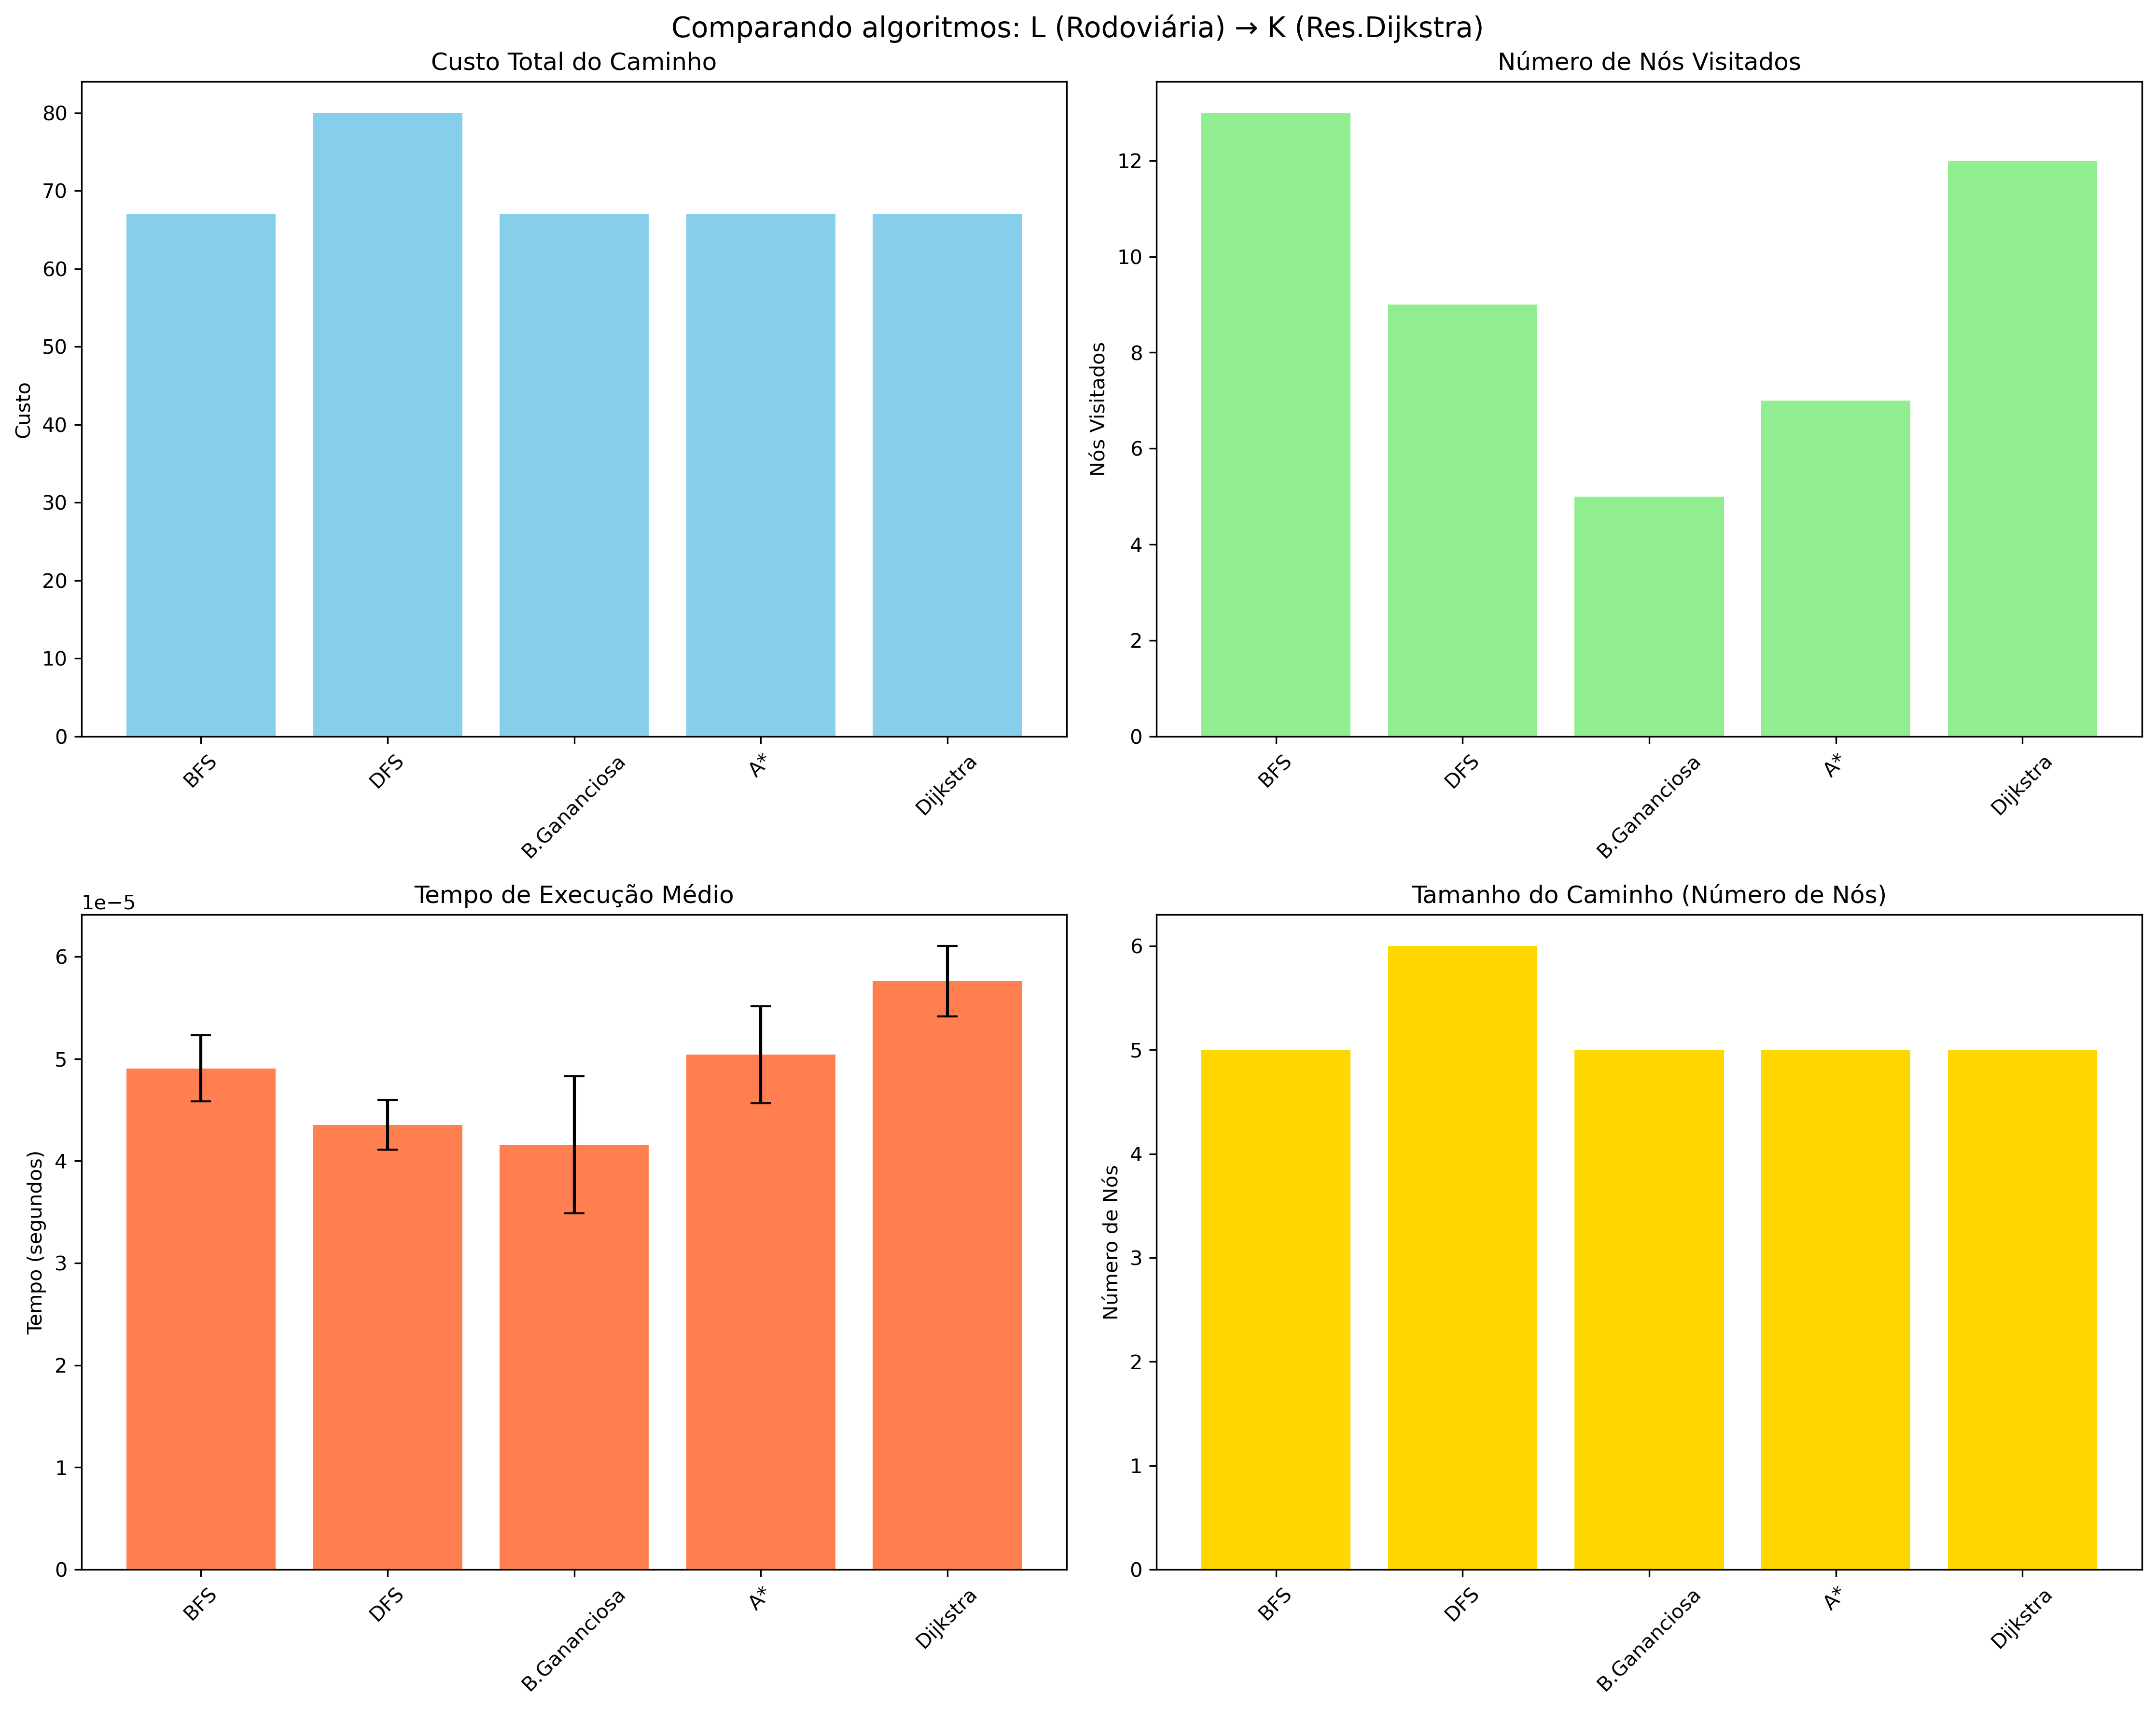 Comparando algoritmos: L (Rodoviária) → K (Res.Dijkstra)
Custo Total do Caminho
Custo
80
70
60
50
40
30
20
10
0
BFS
DFS
B.Gananciosa
A*
Dijkstra
Número de Nós Visitados
Nós Visitados
12
10
8
6
4
2
0
BFS
DFS
B.Gananciosa
A*
Dijkstra
Tempo de Execução Médio
1e−5
Tempo (segundos)
6
5
4
3
2
1
0
BFS
DFS
B.Gananciosa
A*
Dijkstra
Tamanho do Caminho (Número de Nós)
Número de Nós
6
5
4
3
2
1
0
BFS
DFS
B.Gananciosa
A*
Dijkstra